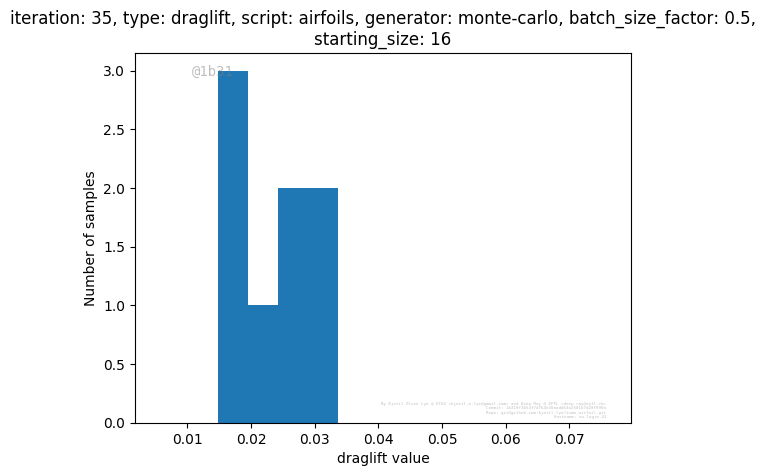 iteration: 35, type: draglift, script: airfoils, generator: monte-carlo, batch_size_factor: 0.5,
starting_size: 16
@1b31
3.0
2.5
2.0
1.5
1.0
0.5
0.0
Number of samples
0.01 0.02 0.03 0.04 0.05 0.06 0.07
draglift value